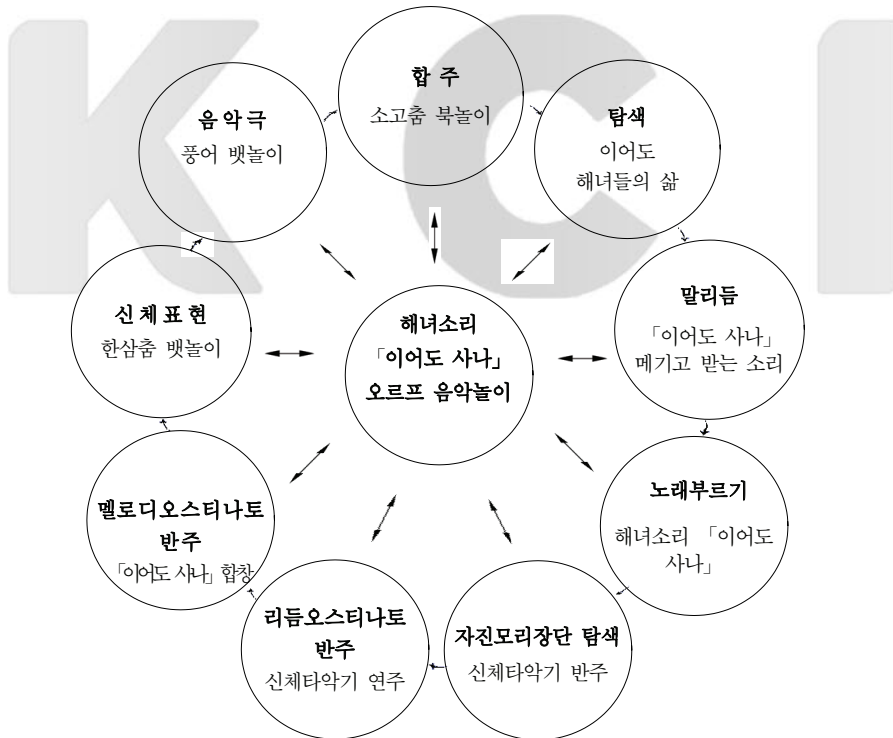 합 주
소고춤 북놀이
탐색
이어도
해녀들의 삶
말리듬
「이어도 사나」
메기고 받는 소리
노래부르기
해녀소리 「이어도
사나」
자진모리장단 탐색
신체타악기 반주
리듬오스티나토
반주
신체타악기 연주
멜로디오스티나토
반주
「이어도 사나」 합창
신체표현
한삼춤 뱃놀이
음악극
풍어 뱃놀이
해녀소리
「이어도 사나」
오르프 음악놀이
KCI